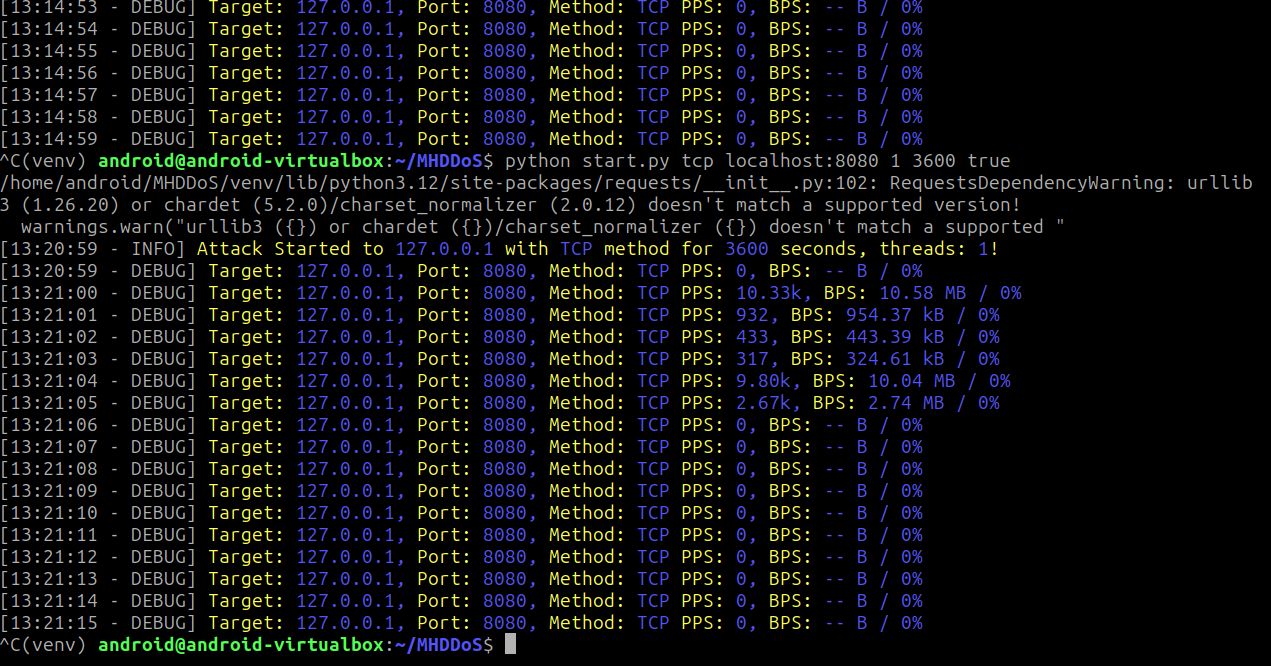 [13:14:53 - DEBUG] Target: 127.0.0.1, Port: 8080, Method: TCP PPS: 0, BPS: -- B / 0%
[13:14:54 - DEBUG] Target: 127.0.0.1, Port: 8080, Method: TCP PPS: 0, BPS: -- B / 0%
[13:14:55 - DEBUG] Target: 127.0.0.1, Port: 8080, Method: TCP PPS: 0, BPS: -- B / 0%
[13:14:56 - DEBUG] Target: 127.0.0.1, Port: 8080, Method: TCP PPS: 0, BPS: -- B / 0%
[13:14:57 - DEBUG] Target: 127.0.0.1, Port: 8080, Method: TCP PPS: 0, BPS: -- B / 0%
[13:14:58 - DEBUG] Target: 127.0.0.1, Port: 8080, Method: TCP PPS: 0, BPS: -- B / 0%
[13:14:59 - DEBUG] Target: 127.0.0.1, Port: 8080, Method: TCP PPS: 0, BPS: -- B / 0%
^C(venv) android@android-virtualbox:~/MHDDoS$ python start.py tcp localhost:8080 1 3600 true
/home/android/MHDDoS/venv/lib/python3.12/site-packages/requests/__init__.py:102: RequestsDependencyWarning: urllib
3 (1.26.20) or chardet (5.2.0)/charset_normalizer (2.0.12) doesn't match a supported version!
  warnings.warn("urllib3 ({}) or chardet ({})/charset_normalizer ({}) doesn't match a supported "
[13:20:59 - INFO] Attack Started to 127.0.0.1 with TCP method for 3600 seconds, threads: 1!
[13:20:59 - DEBUG] Target: 127.0.0.1, Port: 8080, Method: TCP PPS: 0, BPS: -- B / 0%
[13:21:00 - DEBUG] Target: 127.0.0.1, Port: 8080, Method: TCP PPS: 10.33k, BPS: 10.58 MB / 0%
[13:21:01 - DEBUG] Target: 127.0.0.1, Port: 8080, Method: TCP PPS: 932, BPS: 954.37 kB / 0%
[13:21:02 - DEBUG] Target: 127.0.0.1, Port: 8080, Method: TCP PPS: 433, BPS: 443.39 kB / 0%
[13:21:03 - DEBUG] Target: 127.0.0.1, Port: 8080, Method: TCP PPS: 317, BPS: 324.61 kB / 0%
[13:21:04 - DEBUG] Target: 127.0.0.1, Port: 8080, Method: TCP PPS: 9.80k, BPS: 10.04 MB / 0%
[13:21:05 - DEBUG] Target: 127.0.0.1, Port: 8080, Method: TCP PPS: 2.67k, BPS: 2.74 MB / 0%
[13:21:06 - DEBUG] Target: 127.0.0.1, Port: 8080, Method: TCP PPS: 0, BPS: -- B / 0%
[13:21:07 - DEBUG] Target: 127.0.0.1, Port: 8080, Method: TCP PPS: 0, BPS: -- B / 0%
[13:21:08 - DEBUG] Target: 127.0.0.1, Port: 8080, Method: TCP PPS: 0, BPS: -- B / 0%
[13:21:09 - DEBUG] Target: 127.0.0.1, Port: 8080, Method: TCP PPS: 0, BPS: -- B / 0%
[13:21:10 - DEBUG] Target: 127.0.0.1, Port: 8080, Method: TCP PPS: 0, BPS: -- B / 0%
[13:21:11 - DEBUG] Target: 127.0.0.1, Port: 8080, Method: TCP PPS: 0, BPS: -- B / 0%
[13:21:12 - DEBUG] Target: 127.0.0.1, Port: 8080, Method: TCP PPS: 0, BPS: -- B / 0%
[13:21:13 - DEBUG] Target: 127.0.0.1, Port: 8080, Method: TCP PPS: 0, BPS: -- B / 0%
[13:21:14 - DEBUG] Target: 127.0.0.1, Port: 8080, Method: TCP PPS: 0, BPS: -- B / 0%
[13:21:15 - DEBUG] Target: 127.0.0.1, Port: 8080, Method: TCP PPS: 0, BPS: -- B / 0%
^C(venv) android@android-virtualbox:~/MHDDoS$